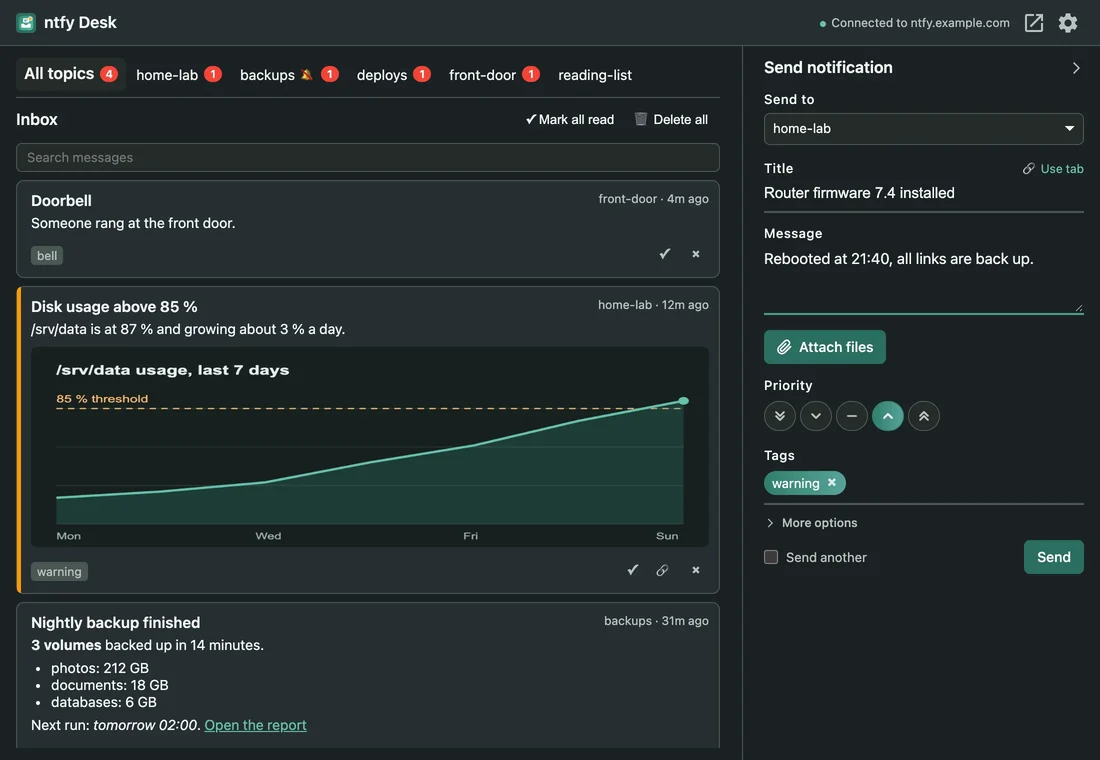 ntfy Desk
Connected to ntfy.example.com
All topics 4 home-lab 1 backups 1 deploys 1 front-door 1 reading-list
Inbox
Mark all read Delete all
Search messages
Doorbell
front-door · 4m ago
Someone rang at the front door.
bell
Disk usage above 85 %
home-lab · 12m ago
/srv/data is at 87 % and growing about 3 % a day.
/srv/data usage, last 7 days
85 % threshold
Mon Wed Fri Sun
warning
Nightly backup finished
backups · 31m ago
3 volumes backed up in 14 minutes.
• photos: 212 GB
• documents: 18 GB
• databases: 6 GB
Next run: tomorrow 02:00. Open the report
Send notification
Send to
home-lab
Title
Use tab
Router firmware 7.4 installed
Message
Rebooted at 21:40, all links are back up.
Attach files
Priority
Tags
warning
More options
Send another
Send